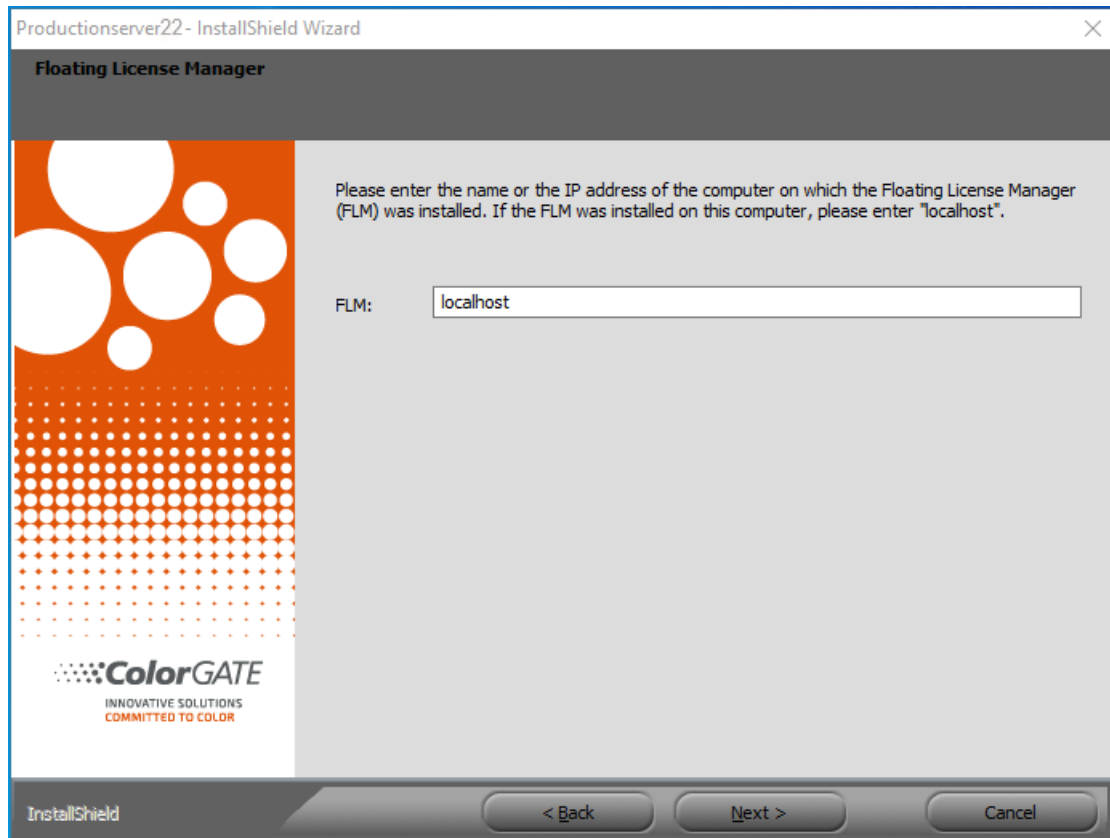 Productionserver22 - InstallShield Wizard
Floating License Manager
Please enter the name or the IP address of the computer on which the Floating License Manager
(FLM) was installed. If the FLM was installed on this computer, please enter "localhost".
FLM:
localhost
ColorGATE
INNOVATIVE SOLUTIONS
COMMITTED TO COLOR
InstallShield
< Back
Next >
Cancel